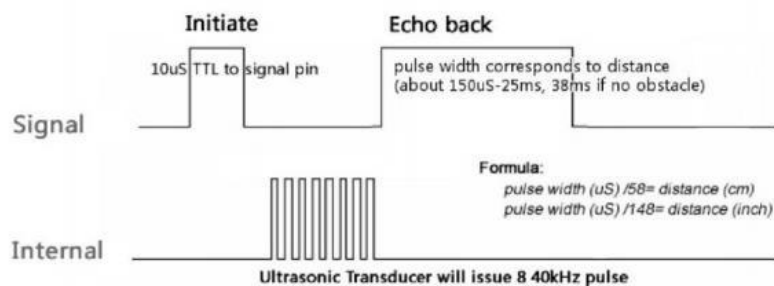 Initiate
Echo back
10uS TTL to signal pin
pulse width corresponds to distance
(about 150uS-25ms, 38ms if no obstacle)
Signal
Formula:
pulse width (uS) /58= distance (cm)
pulse width (uS) /148= distance (inch)
Internal
Ultrasonic Transducer will issue 8 40kHz pulse